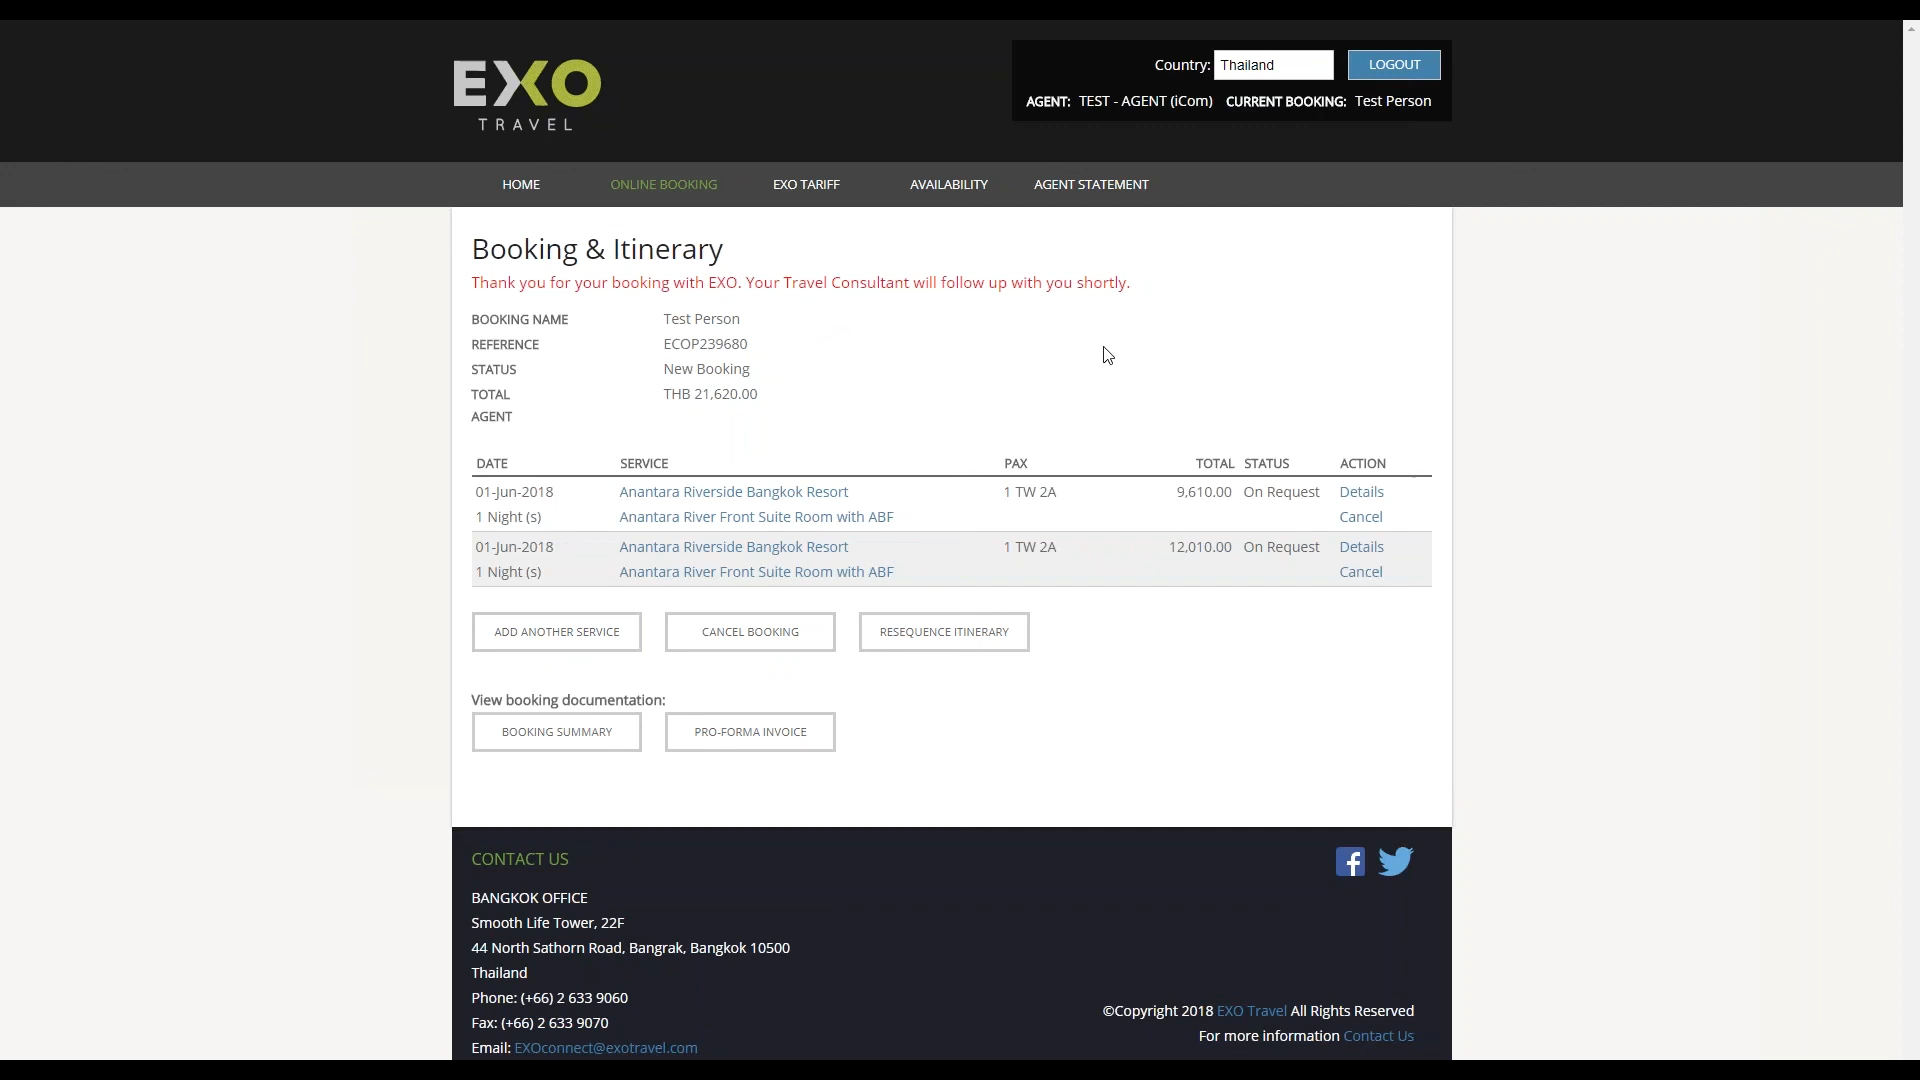 EXO
TRAVEL
Country: Thailand LOGOUT
AGENT: TEST - AGENT (iCom) CURRENT BOOKING: Test Person
HOME ONLINE BOOKING EXO TARIFF AVAILABILITY AGENT STATEMENT
Booking & Itinerary
Thank you for your booking with EXO. Your Travel Consultant will follow up with you shortly.
BOOKING NAME Test Person
REFERENCE ECOP239680
STATUS New Booking
TOTAL THB 21,620.00
AGENT
DATE SERVICE PAX TOTAL STATUS ACTION
01-Jun-2018 Anantara Riverside Bangkok Resort 1 TW 2A 9,610.00 On Request Details
1 Night (s) Anantara River Front Suite Room with ABF Cancel
01-Jun-2018 Anantara Riverside Bangkok Resort 1 TW 2A 12,010.00 On Request Details
1 Night (s) Anantara River Front Suite Room with ABF Cancel
ADD ANOTHER SERVICE CANCEL BOOKING RESEQUENCE ITINERARY
View booking documentation:
BOOKING SUMMARY PRO-FORMA INVOICE
CONTACT US
BANGKOK OFFICE
Smooth Life Tower, 22F
44 North Sathorn Road, Bangrak, Bangkok 10500
Thailand
Phone: (+66) 2 633 9060
Fax: (+66) 2 633 9070
Email: EXOconnect@exotravel.com
©Copyright 2018 EXO Travel All Rights Reserved
For more information Contact Us